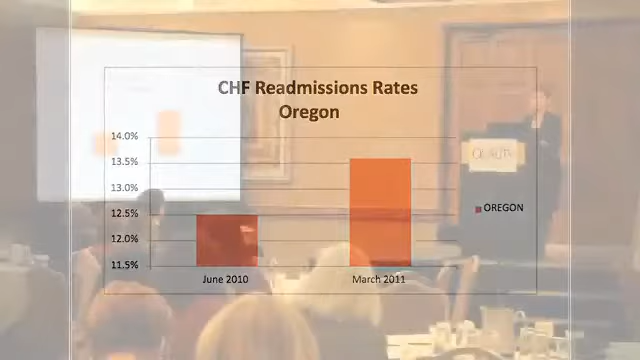 CHF Readmissions Rates
Oregon
14.0%
13.5%
13.0%
12.5%
12.0%
11.5%
June 2010
March 2011
OREGON
QUALITY